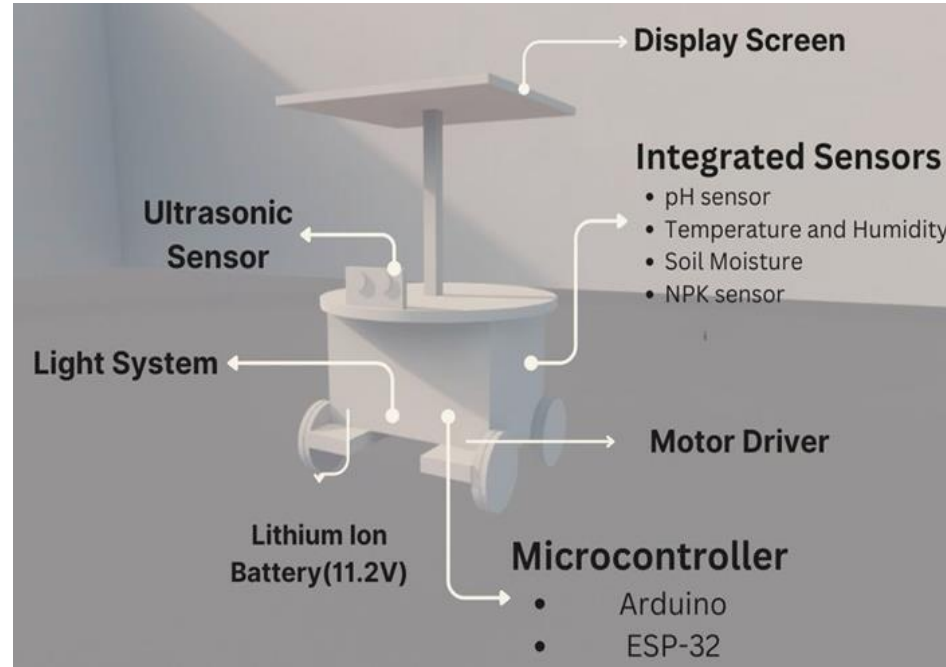 Display Screen
Integrated Sensors
• pH sensor
• Temperature and Humidity
• Soil Moisture
• NPK sensor
Ultrasonic
Sensor
Light System
Motor Driver
Lithium Ion
Battery(11.2V)
Microcontroller
• Arduino
• ESP-32